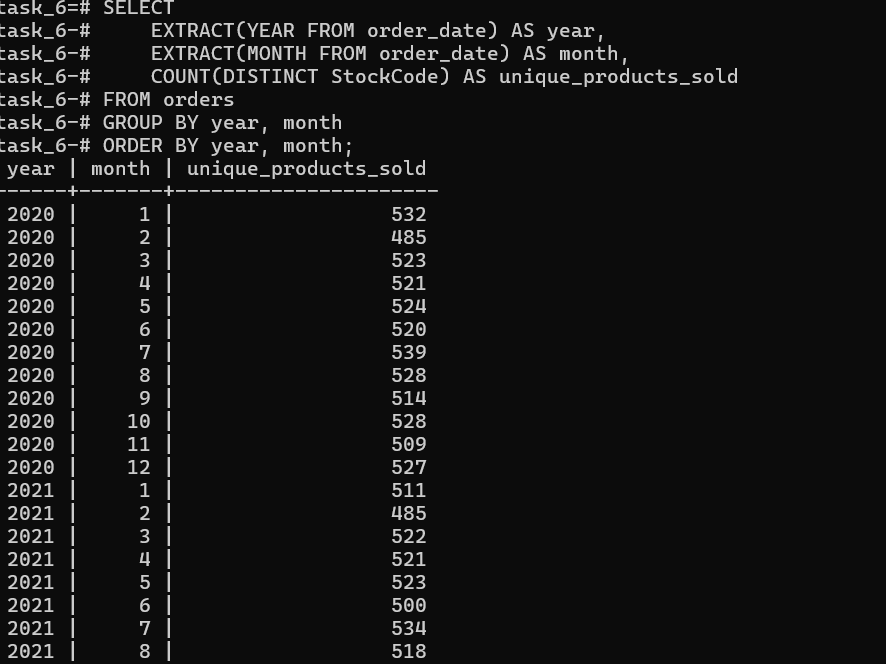 task_6=# SELECT
task_6-#     EXTRACT(YEAR FROM order_date) AS year,
task_6-#     EXTRACT(MONTH FROM order_date) AS month,
task_6-#     COUNT(DISTINCT StockCode) AS unique_products_sold
task_6-# FROM orders
task_6-# GROUP BY year, month
task_6-# ORDER BY year, month;
year | month | unique_products_sold
------+-------+----------------------
2020 |     1 |                  532
2020 |     2 |                  485
2020 |     3 |                  523
2020 |     4 |                  521
2020 |     5 |                  524
2020 |     6 |                  520
2020 |     7 |                  539
2020 |     8 |                  528
2020 |     9 |                  514
2020 |    10 |                  528
2020 |    11 |                  509
2020 |    12 |                  527
2021 |     1 |                  511
2021 |     2 |                  485
2021 |     3 |                  522
2021 |     4 |                  521
2021 |     5 |                  523
2021 |     6 |                  500
2021 |     7 |                  534
2021 |     8 |                  518